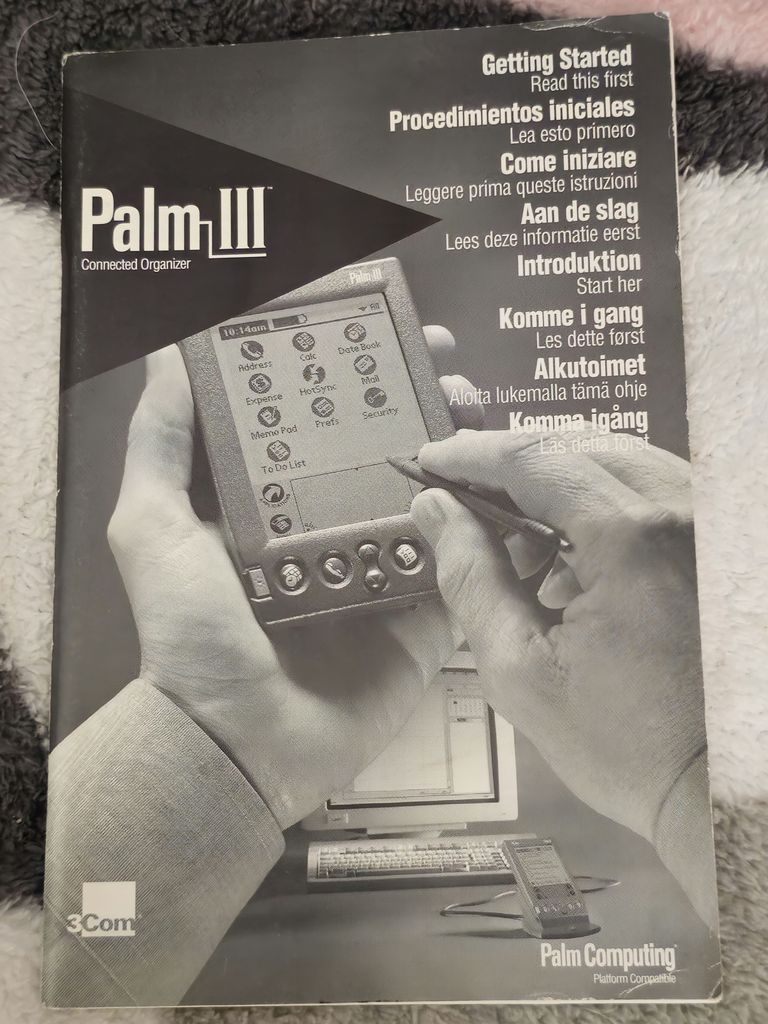 Getting Started
Read this first
Procedimientos iniciales
Lea esto primero
Come iniziare
Leggere prima queste istruzioni
Aan de slag
Lees deze informatie eerst
Introduktion
Start her
Komme i gang
Les dette først
Alkutoimet
Aloita lukemalla tämä ohje
Komma igång
Läs detta först
Palm III™
Connected Organizer
Palm III
10:14am
All
Address
Calc
Date Book
Expense
HotSync
Mail
Memo Pad
Prefs
Security
To Do List
3Com
Palm Computing
Platform Compatible